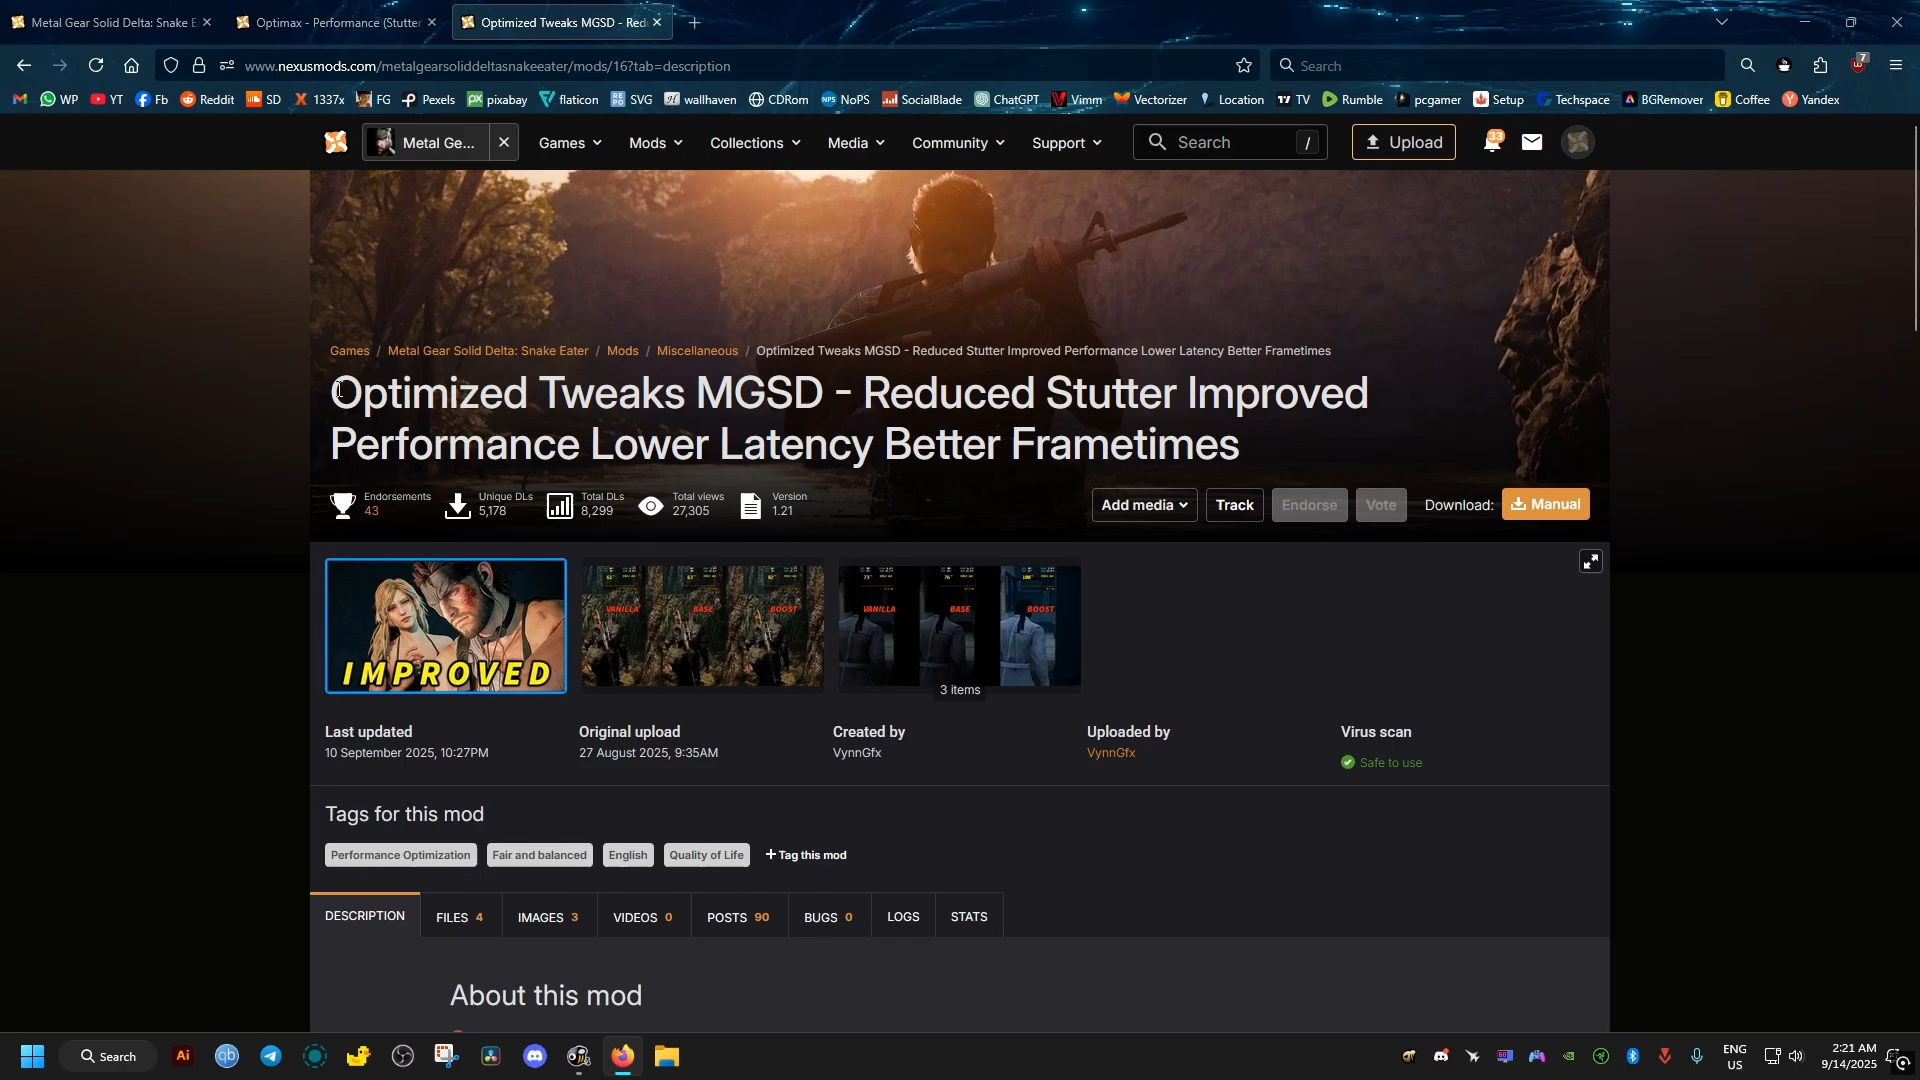 Metal Gear Solid Delta: Snake E
Optimax - Performance (Stutter
Optimized Tweaks MGSD - Red
www.nexusmods.com/metalgearsoliddeltasnakeeater/mods/16?tab=description
Search
7
WP YT Fb Reddit SD 1337x FG Pexels pixabay flaticon SVG wallhaven CDRom NoPS SocialBlade ChatGPT Vimm Vectorizer Location TV Rumble pcgamer Setup Techspace BGRemover Coffee Yandex
Metal Ge... Games Mods Collections Media Community Support Search / Upload 33
Games / Metal Gear Solid Delta: Snake Eater / Mods / Miscellaneous / Optimized Tweaks MGSD - Reduced Stutter Improved Performance Lower Latency Better Frametimes
Optimized Tweaks MGSD - Reduced Stutter Improved
Performance Lower Latency Better Frametimes
Endorsements Unique DLs Total DLs Total views Version
43 5,178 8,299 27,305 1.21
Add media Track Endorse Vote Download: Manual
IMPROVED
VANILLA BASE BOOST
VANILLA BASE BOOST
3 items
Last updated Original upload Created by Uploaded by Virus scan
10 September 2025, 10:27PM 27 August 2025, 9:35AM VynnGfx VynnGfx Safe to use
Tags for this mod
Performance Optimization Fair and balanced English Quality of Life + Tag this mod
DESCRIPTION FILES 4 IMAGES 3 VIDEOS 0 POSTS 90 BUGS 0 LOGS STATS
About this mod
Search Ai qb ENG 2:21 AM
US 9/14/2025